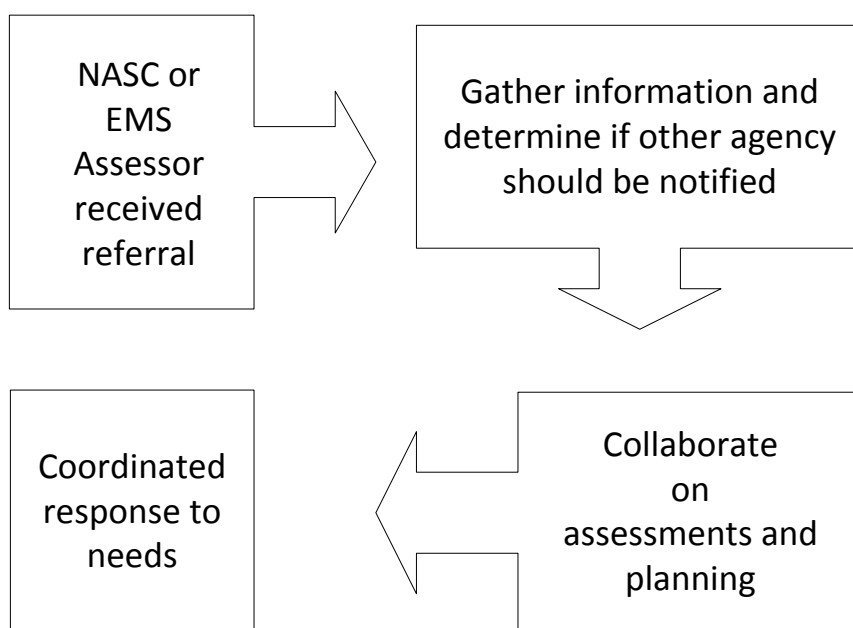 NASC or
EMS
Assessor
received
referral
Gather information and
determine if other agency
should be notified
Collaborate
on
assessments and
planning
Coordinated
response to
needs